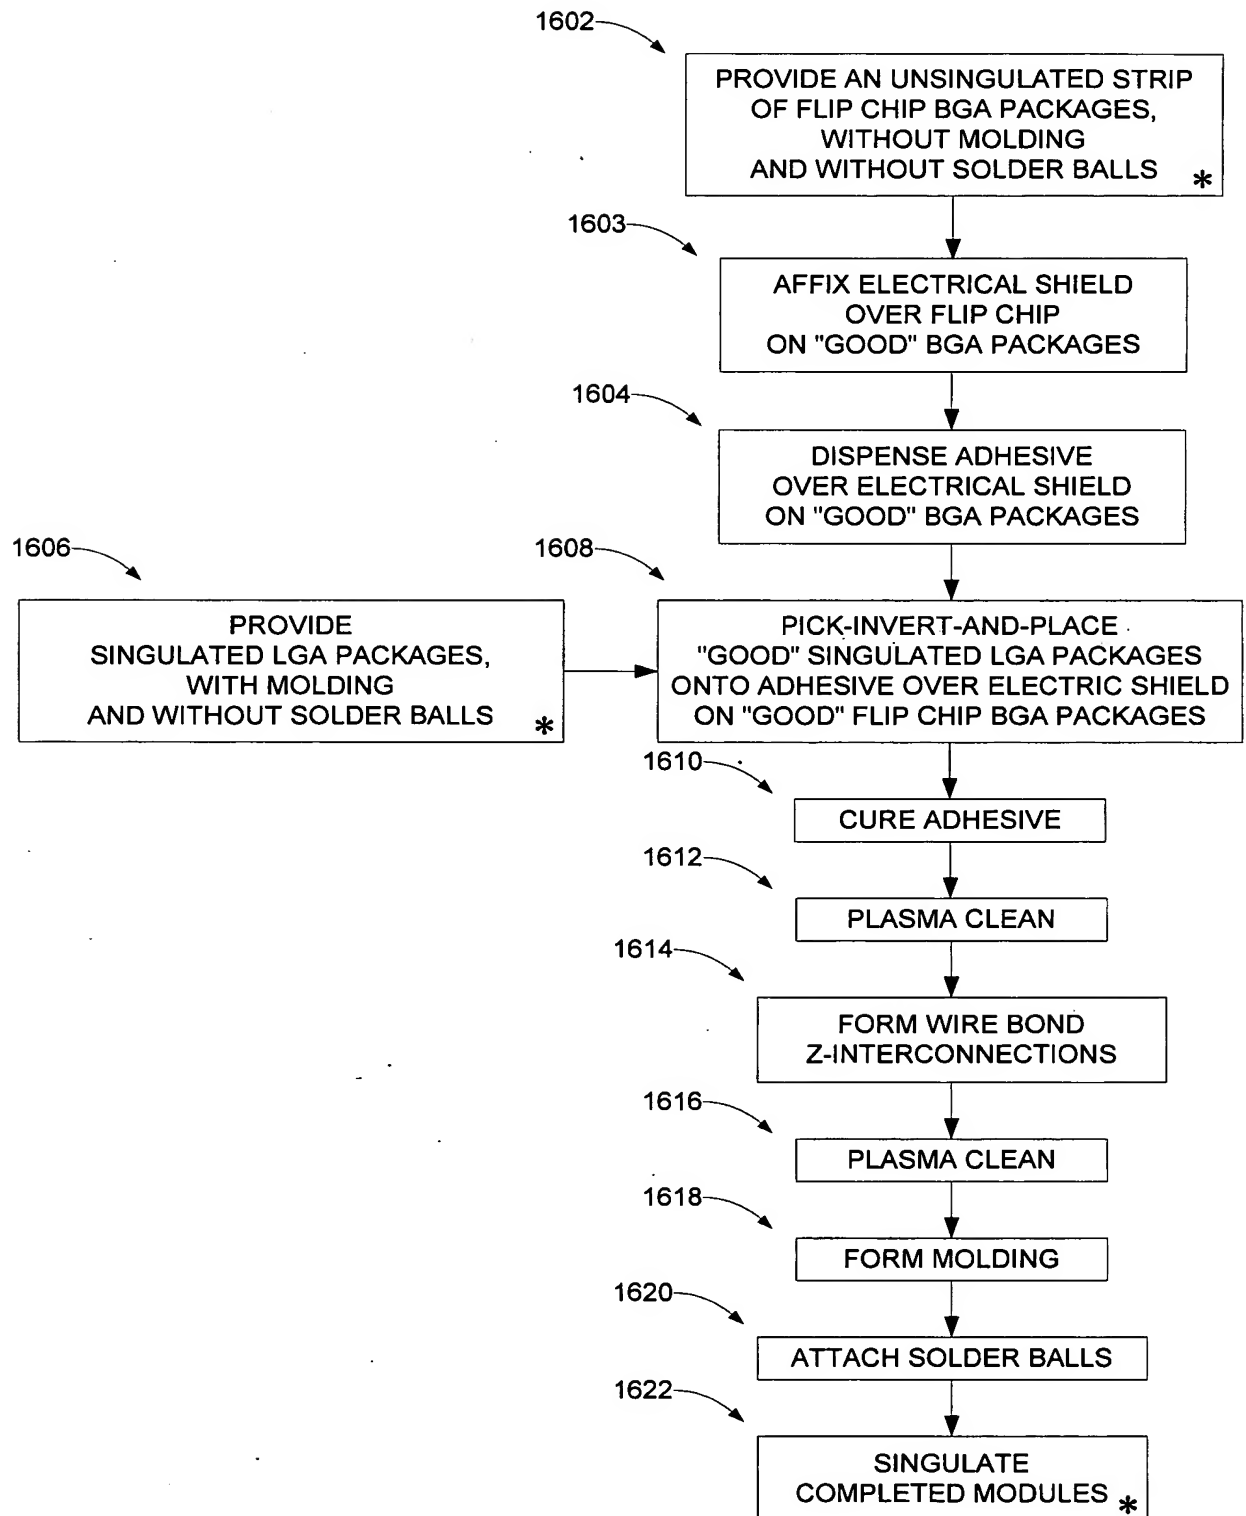 1602
PROVIDE AN UNSINGULATED STRIP
OF FLIP CHIP BGA PACKAGES,
WITHOUT MOLDING
AND WITHOUT SOLDER BALLS *
1603
AFFIX ELECTRICAL SHIELD
OVER FLIP CHIP
ON "GOOD" BGA PACKAGES
1604
DISPENSE ADHESIVE
OVER ELECTRICAL SHIELD
ON "GOOD" BGA PACKAGES
1606
PROVIDE
SINGULATED LGA PACKAGES,
WITH MOLDING
AND WITHOUT SOLDER BALLS *
1608
PICK-INVERT-AND-PLACE
"GOOD" SINGULATED LGA PACKAGES
ONTO ADHESIVE OVER ELECTRIC SHIELD
ON "GOOD" FLIP CHIP BGA PACKAGES
1610
CURE ADHESIVE
1612
PLASMA CLEAN
1614
FORM WIRE BOND
Z-INTERCONNECTIONS
1616
PLASMA CLEAN
1618
FORM MOLDING
1620
ATTACH SOLDER BALLS
1622
SINGULATE
COMPLETED MODULES *